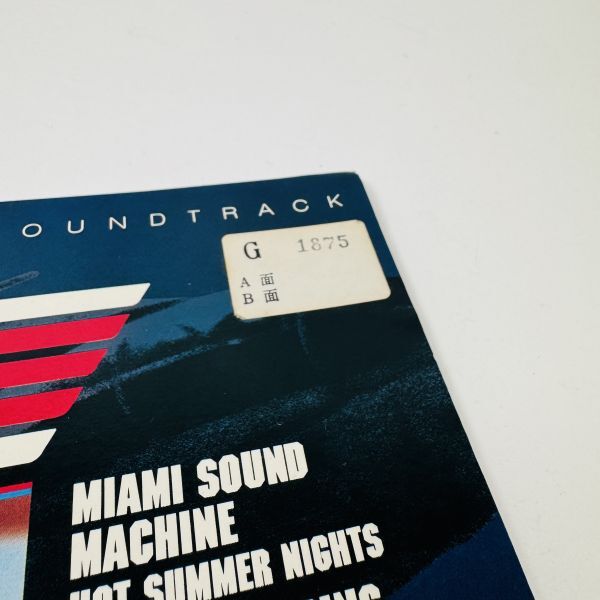 OUNDTRACK
G 1875
A 面
B 面
MIAMI SOUND
MACHINE
HOT SUMMER NIGHTS